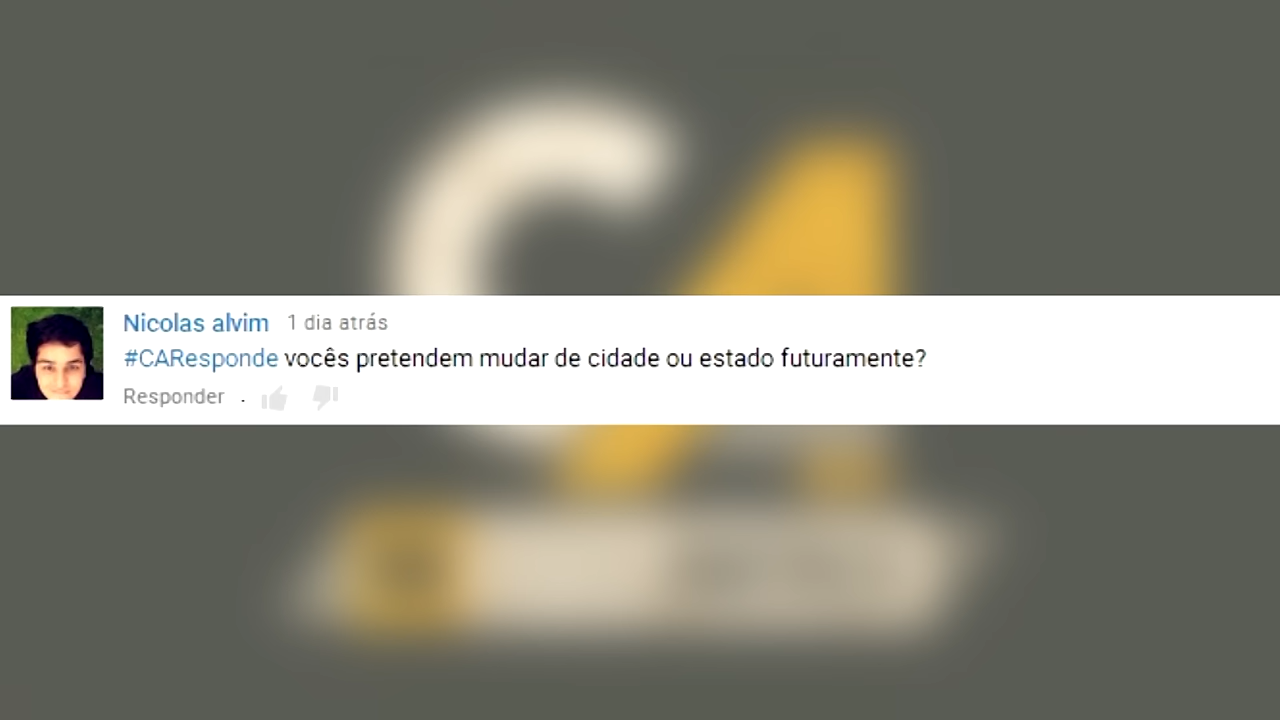 Nicolas alvim 1 dia atrás
#CAResponde vocês pretendem mudar de cidade ou estado futuramente?
Responder .